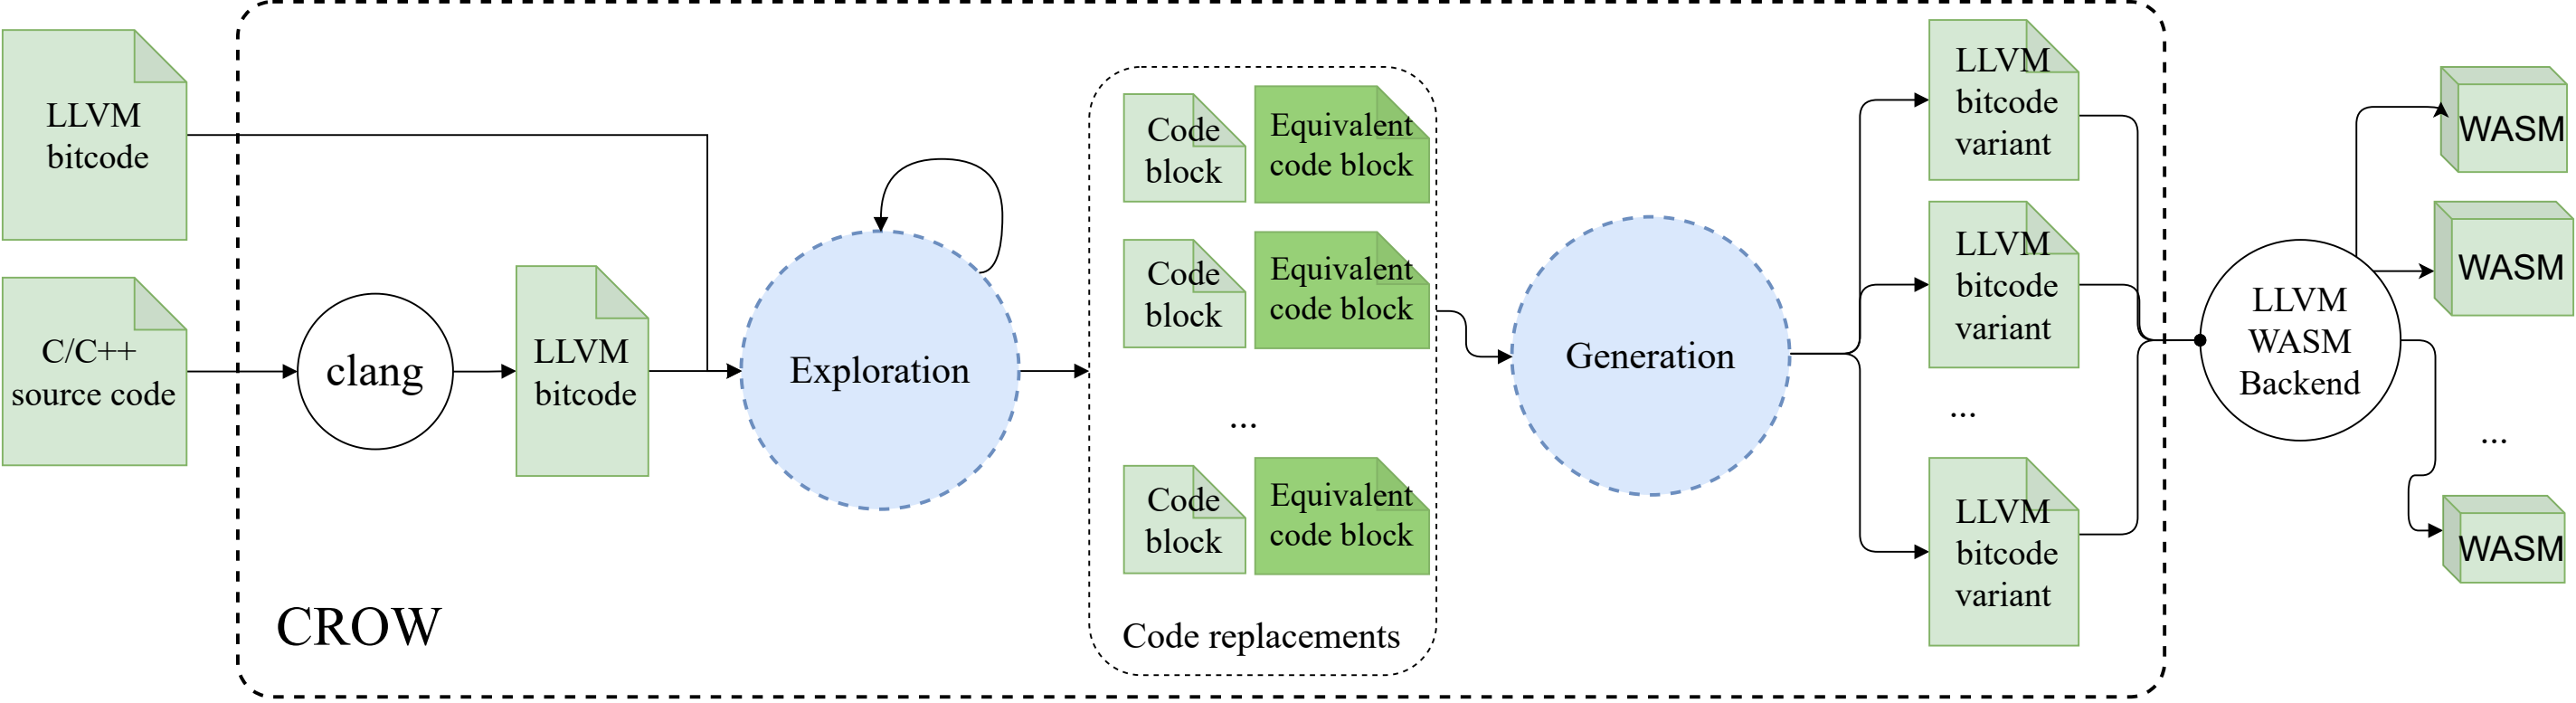 LLVM
bitcode
C/C++
source code
clang
LLVM
bitcode
CROW
Exploration
Code
block
Equivalent
code block
Code
block
Equivalent
code block
...
Code
block
Equivalent
code block
Code replacements
Generation
LLVM
bitcode
variant
LLVM
bitcode
variant
...
LLVM
bitcode
variant
LLVM
WASM
Backend
WASM
WASM
...
WASM